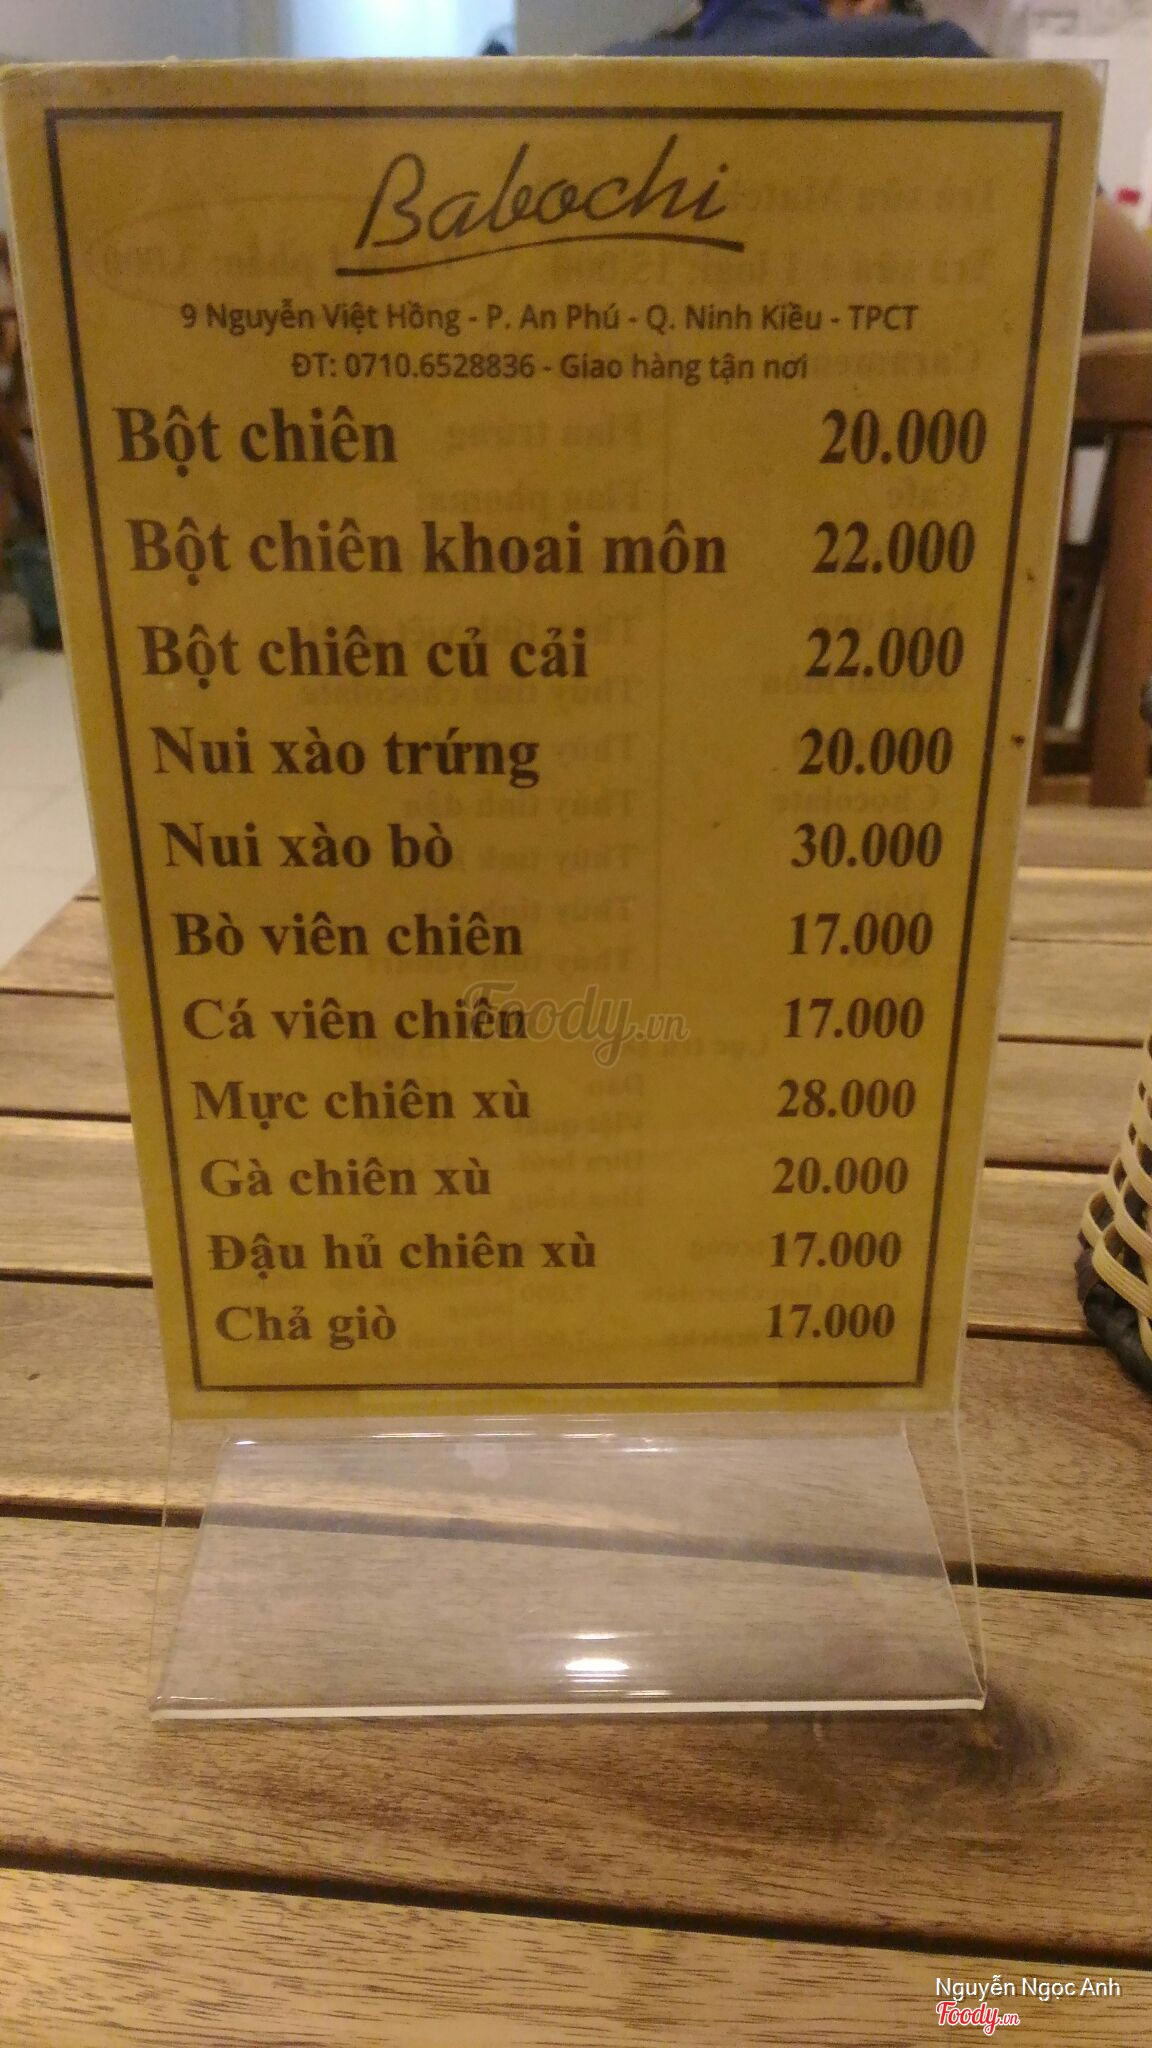 Babochi
9 Nguyễn Việt Hồng - P. An Phú - Q. Ninh Kiều - TPCT
ĐT: 0710.6528836 - Giao hàng tận nơi
Bột chiên 20.000
Bột chiên khoai môn 22.000
Bột chiên củ cải 22.000
Nui xào trứng 20.000
Nui xào bò 30.000
Bò viên chiên 17.000
Cá viên chiên 17.000
Foody.vn
Mực chiên xù 28.000
Gà chiên xù 20.000
Đậu hủ chiên xù 17.000
Chả giò 17.000
Nguyễn Ngọc Anh
Foody.vn